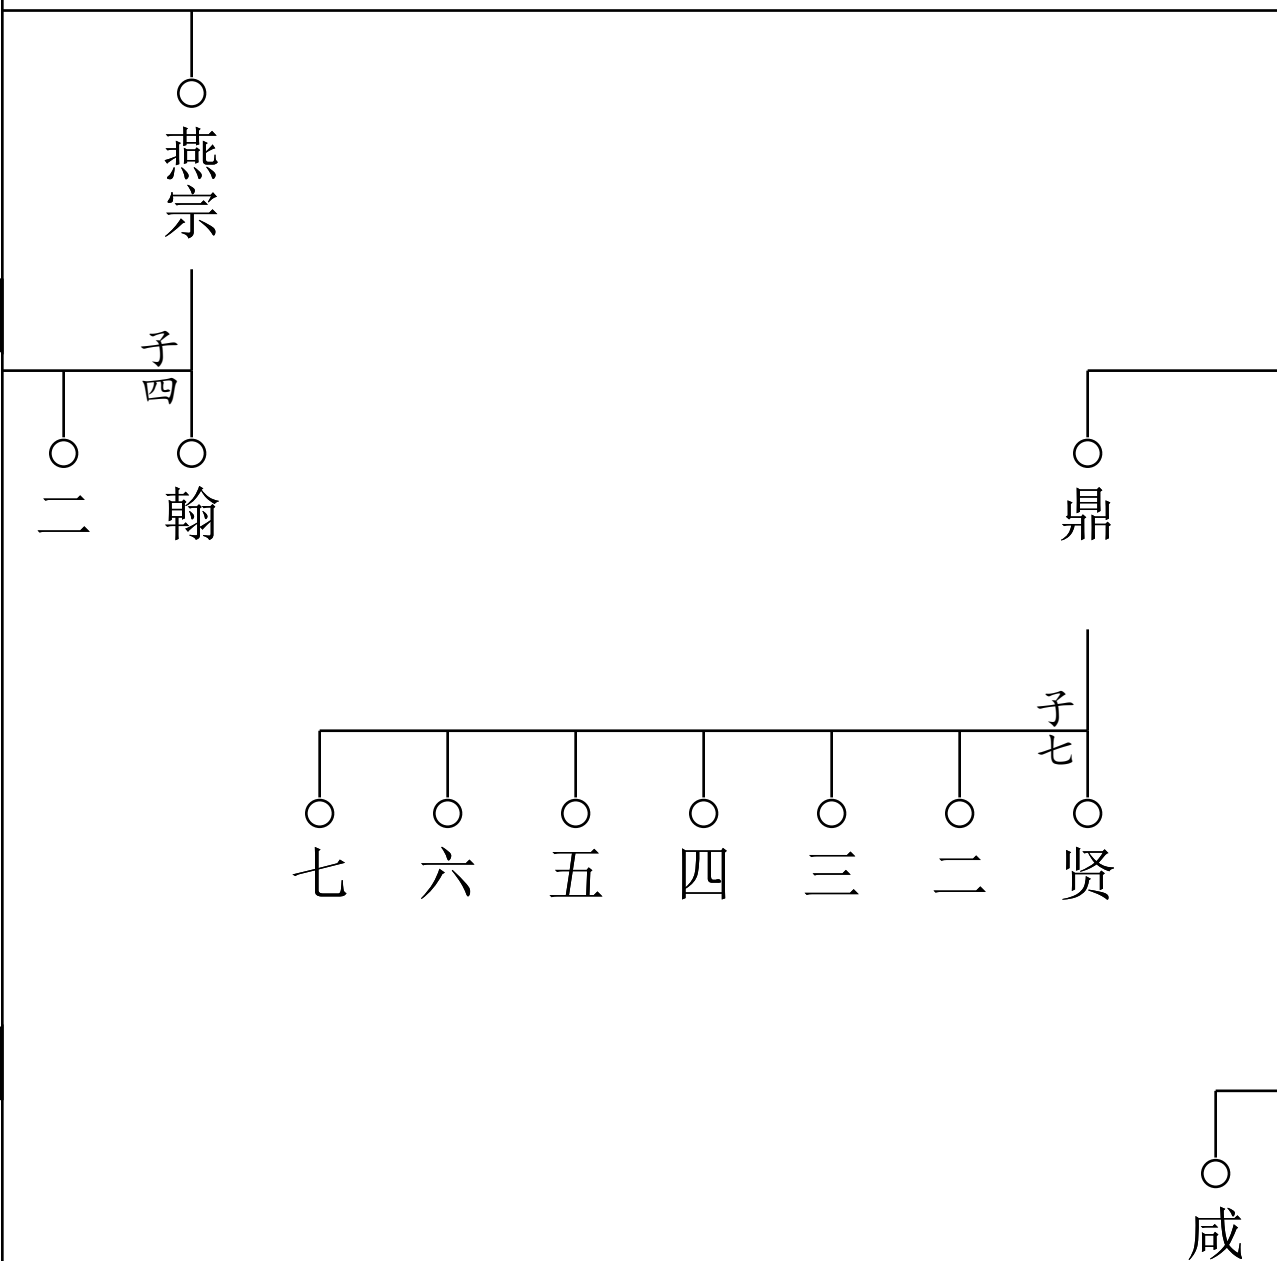 燕宗
子四
翰
二
鼎
子七
贤
二
三
四
五
六
七
咸